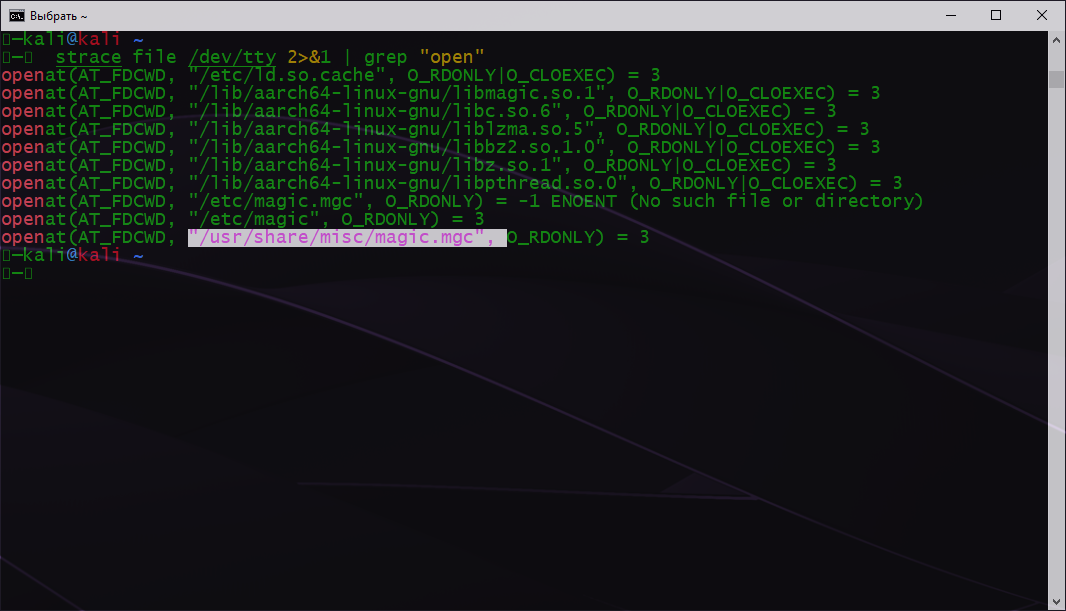 Выбрать ~
kali@kali ~
strace file /dev/tty 2>&1 | grep "open"
openat(AT_FDCWD, "/etc/ld.so.cache", O_RDONLY|O_CLOEXEC) = 3
openat(AT_FDCWD, "/lib/aarch64-linux-gnu/libmagic.so.1", O_RDONLY|O_CLOEXEC) = 3
openat(AT_FDCWD, "/lib/aarch64-linux-gnu/libc.so.6", O_RDONLY|O_CLOEXEC) = 3
openat(AT_FDCWD, "/lib/aarch64-linux-gnu/liblzma.so.5", O_RDONLY|O_CLOEXEC) = 3
openat(AT_FDCWD, "/lib/aarch64-linux-gnu/libbz2.so.1.0", O_RDONLY|O_CLOEXEC) = 3
openat(AT_FDCWD, "/lib/aarch64-linux-gnu/libz.so.1", O_RDONLY|O_CLOEXEC) = 3
openat(AT_FDCWD, "/lib/aarch64-linux-gnu/libpthread.so.0", O_RDONLY|O_CLOEXEC) = 3
openat(AT_FDCWD, "/etc/magic.mgc", O_RDONLY) = -1 ENOENT (No such file or directory)
openat(AT_FDCWD, "/etc/magic", O_RDONLY) = 3
openat(AT_FDCWD, "/usr/share/misc/magic.mgc", O_RDONLY) = 3
kali@kali ~